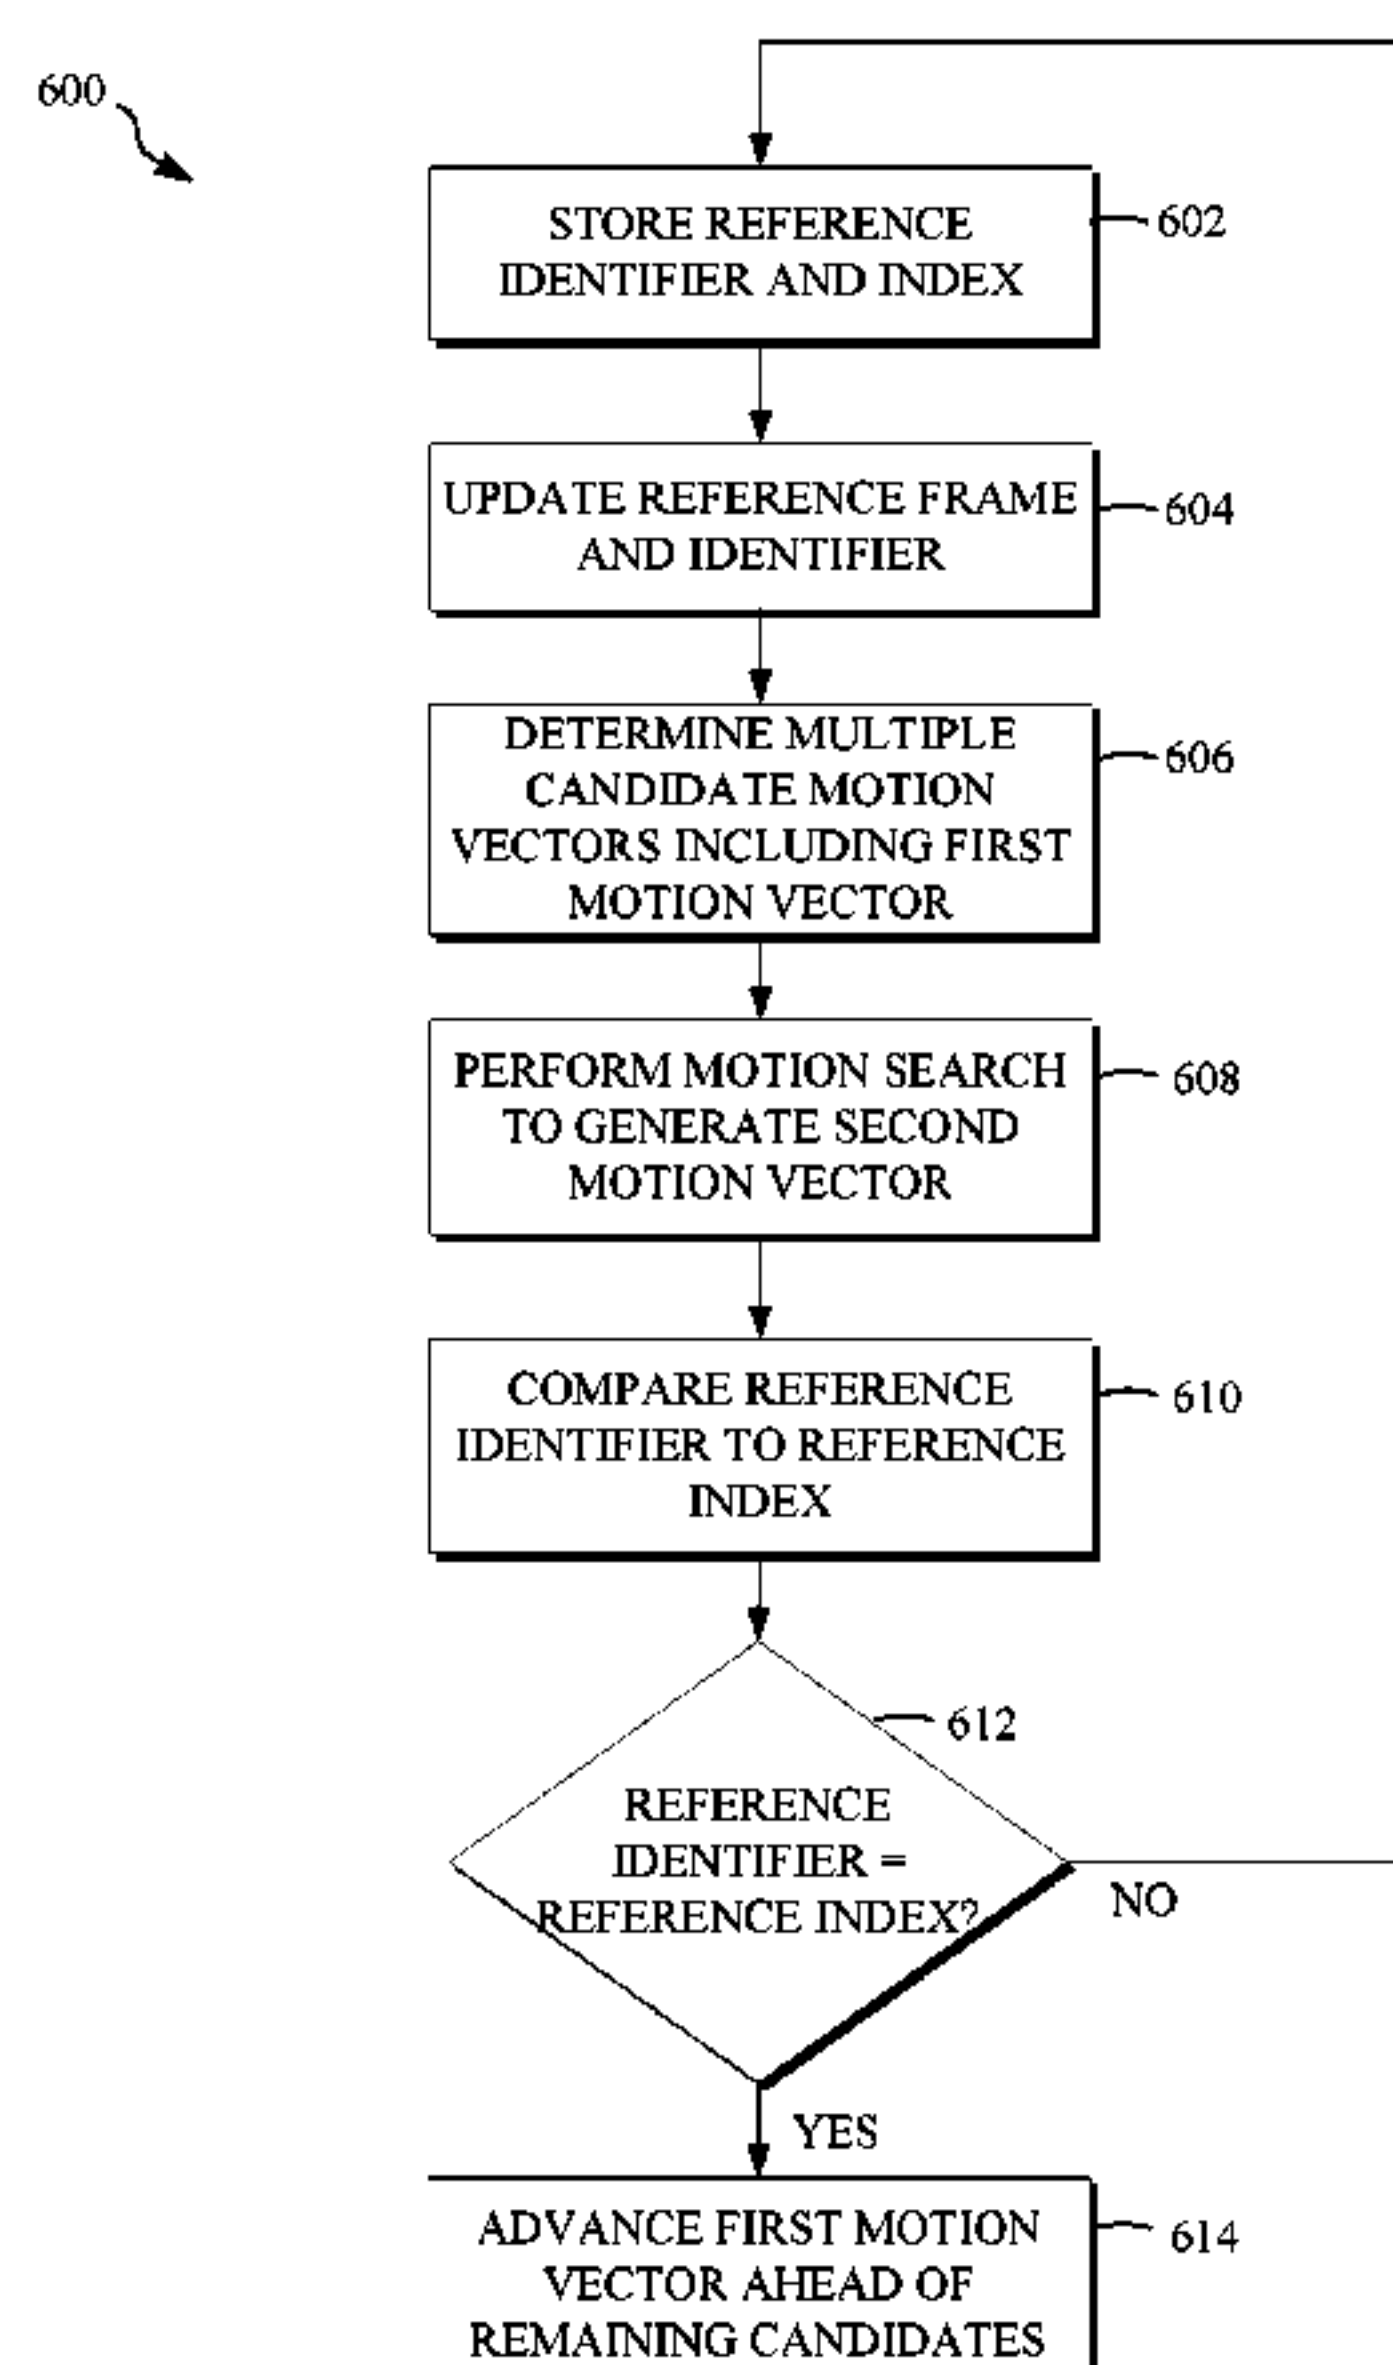 600
STORE REFERENCE
IDENTIFIER AND INDEX
602
UPDATE REFERENCE FRAME
AND IDENTIFIER
604
DETERMINE MULTIPLE
CANDIDATE MOTION
VECTORS INCLUDING FIRST
MOTION VECTOR
606
PERFORM MOTION SEARCH
TO GENERATE SECOND
MOTION VECTOR
608
COMPARE REFERENCE
IDENTIFIER TO REFERENCE
INDEX
610
612
REFERENCE
IDENTIFIER =
REFERENCE INDEX?
NO
YES
ADVANCE FIRST MOTION
VECTOR AHEAD OF
REMAINING CANDIDATES
614